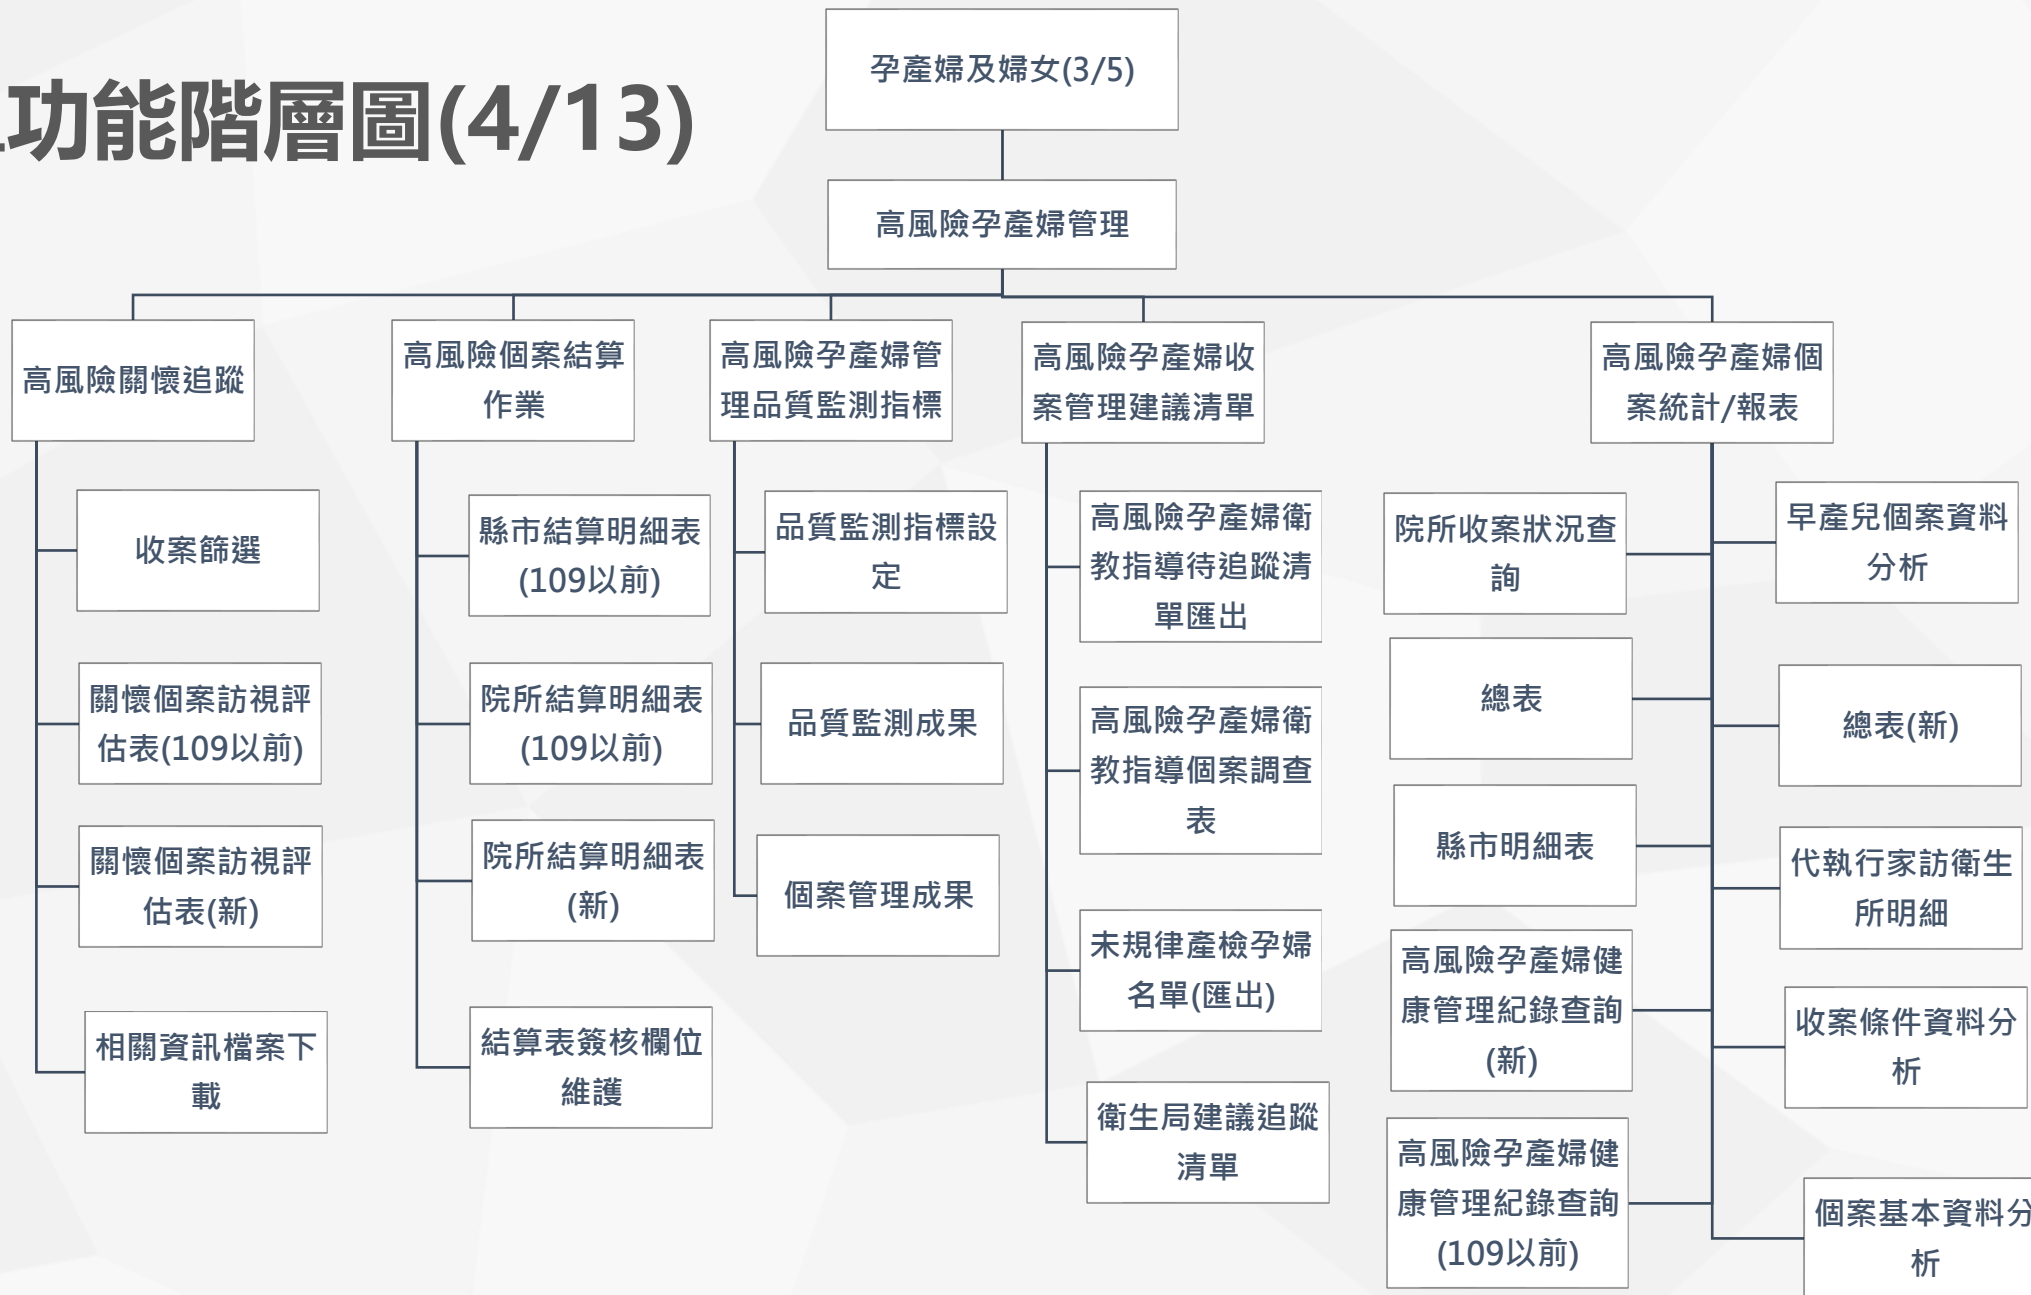 功能階層圖(4/13)
孕產婦及婦女(3/5)
高風險孕產婦管理
高風險關懷追蹤
收案篩選
關懷個案訪視評
估表(109以前)
關懷個案訪視評
估表(新)
相關資訊檔案下
載
高風險個案結算
作業
縣市結算明細表
(109以前)
院所結算明細表
(109以前)
院所結算明細表
(新)
結算表簽核欄位
維護
高風險孕產婦管
理品質監測指標
品質監測指標設
定
品質監測成果
個案管理成果
高風險孕產婦收
案管理建議清單
高風險孕產婦衛
教指導待追蹤清
單匯出
高風險孕產婦衛
教指導個案調查
表
未規律產檢孕婦
名單(匯出)
衛生局建議追蹤
清單
高風險孕產婦個
案統計/報表
院所收案狀況查
詢
總表
縣市明細表
高風險孕產婦健
康管理紀錄查詢
(新)
高風險孕產婦健
康管理紀錄查詢
(109以前)
早產兒個案資料
分析
總表(新)
代執行家訪衛生
所明細
收案條件資料分
析
個案基本資料分
析